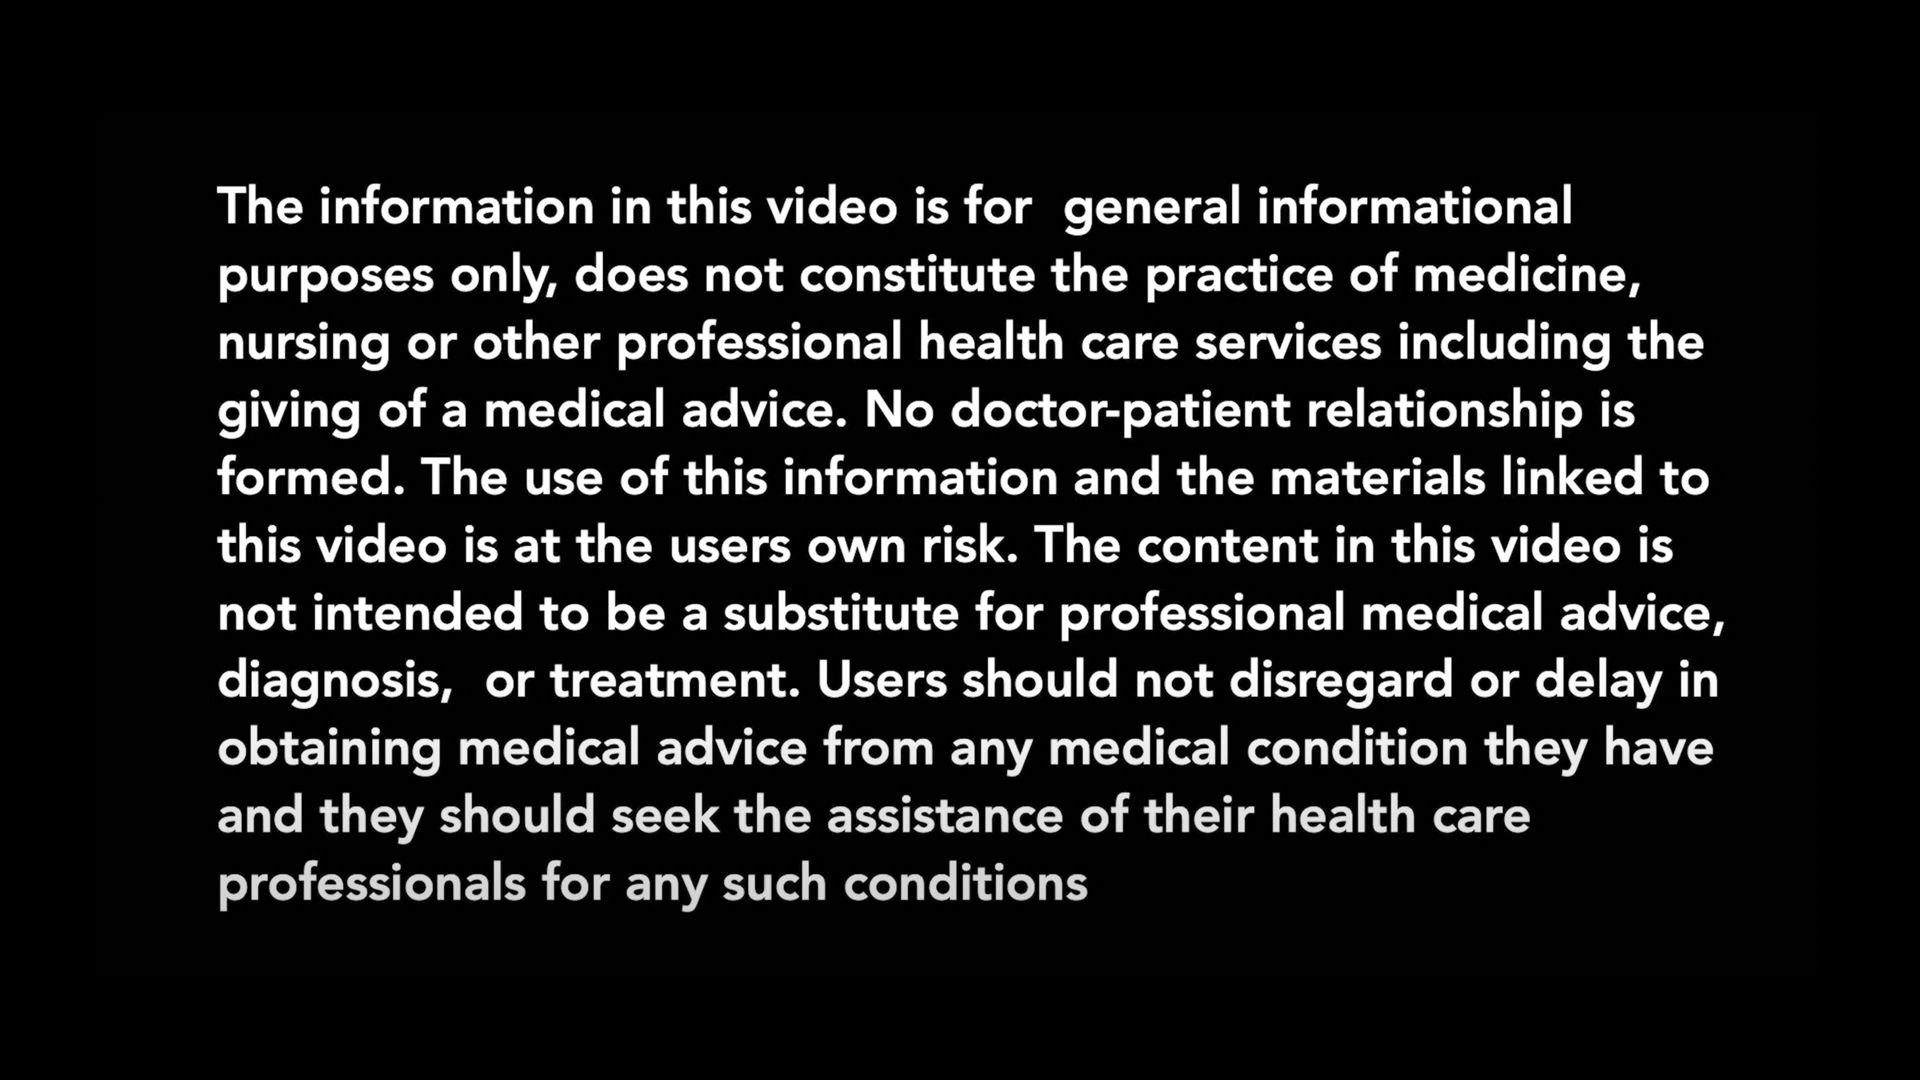 The information in this video is for  general informational
purposes only, does not constitute the practice of medicine,
nursing or other professional health care services including the
giving of a medical advice. No doctor-patient relationship is
formed. The use of this information and the materials linked to
this video is at the users own risk. The content in this video is
not intended to be a substitute for professional medical advice,
diagnosis,  or treatment. Users should not disregard or delay in
obtaining medical advice from any medical condition they have
and they should seek the assistance of their health care
professionals for any such conditions